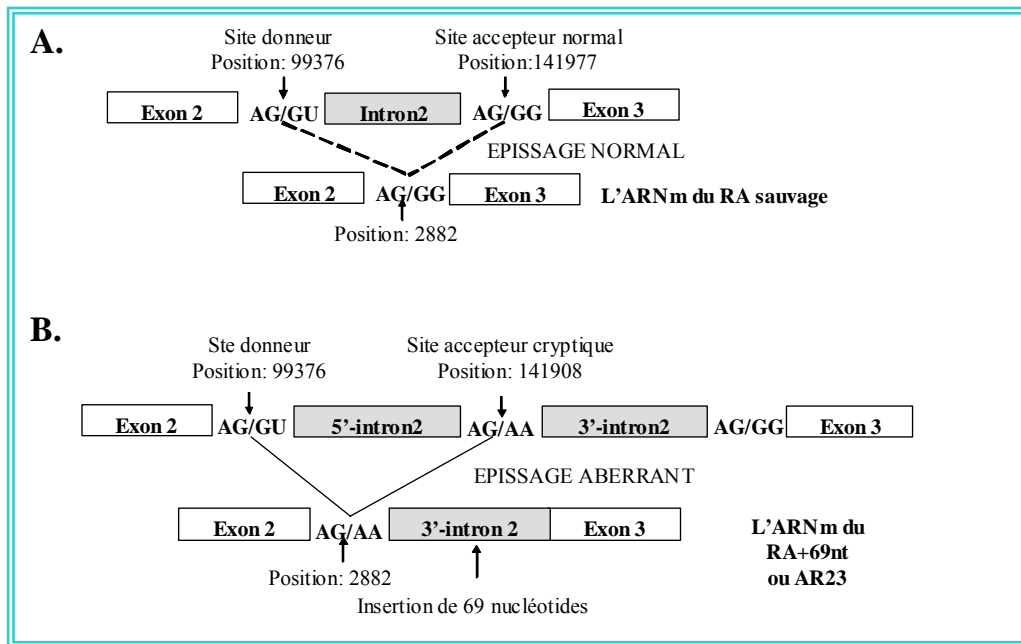 A.
Site donneur
Position: 99376
Site accepteur normal
Position:141977
Exon 2 AG/GU Intron2 AG/GG Exon 3
EPISSAGE NORMAL
Exon 2 AG/GG Exon 3 L'ARNm du RA sauvage
Position: 2882
B.
Ste donneur
Position: 99376
Site accepteur cryptique
Position: 141908
Exon 2 AG/GU 5'-intron2 AG/AA 3'-intron2 AG/GG Exon 3
EPISSAGE ABERRANT
Exon 2 AG/AA 3'-intron 2 Exon 3
L'ARNm du
RA+69nt
ou AR23
Position: 2882
Insertion de 69 nucléotides